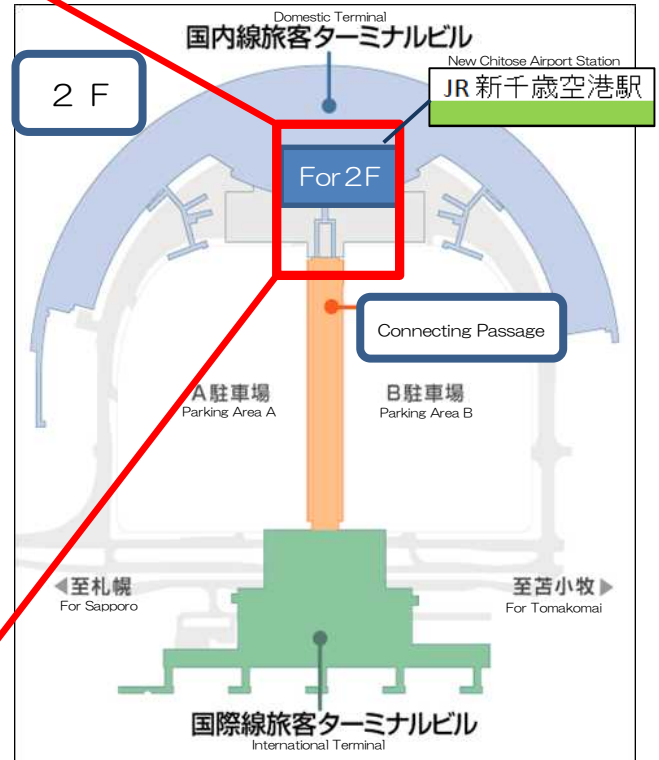 Domestic Terminal
国内線旅客ターミナルビル
２Ｆ
New Chitose Airport Station
JR 新千歳空港駅
For２F
Connecting Passage
A駐車場
Parking Area A
B駐車場
Parking Area B
◀至札幌
For Sapporo
至苫小牧▶
For Tomakomai
国際線旅客ターミナルビル
International Terminal